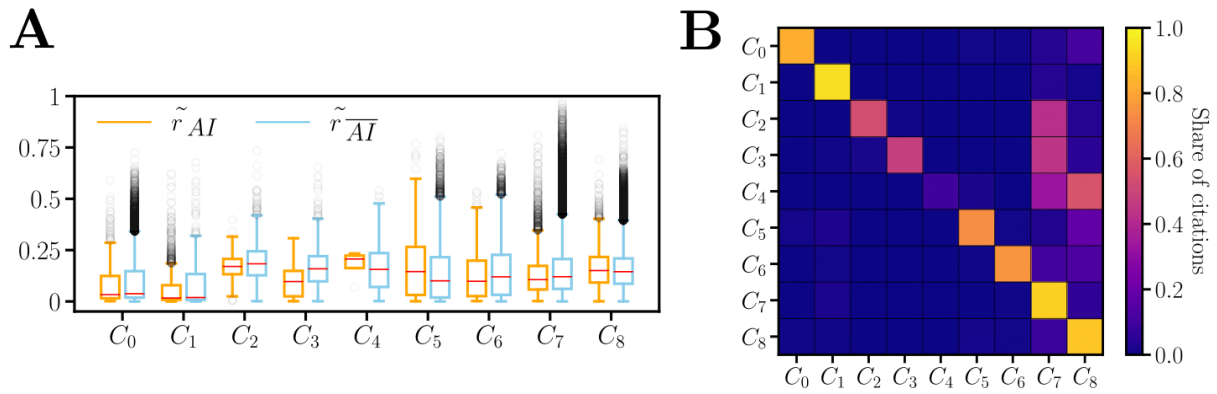 A
1
0.75
0.5
0.25
0
r̃ AI
r̃ A̅I̅
C₀ C₁ C₂ C₃ C₄ C₅ C₆ C₇ C₈
B
C₀
C₁
C₂
C₃
C₄
C₅
C₆
C₇
C₈
C₀ C₁ C₂ C₃ C₄ C₅ C₆ C₇ C₈
1.0
0.8
0.6
0.4
0.2
0.0
Share of citations